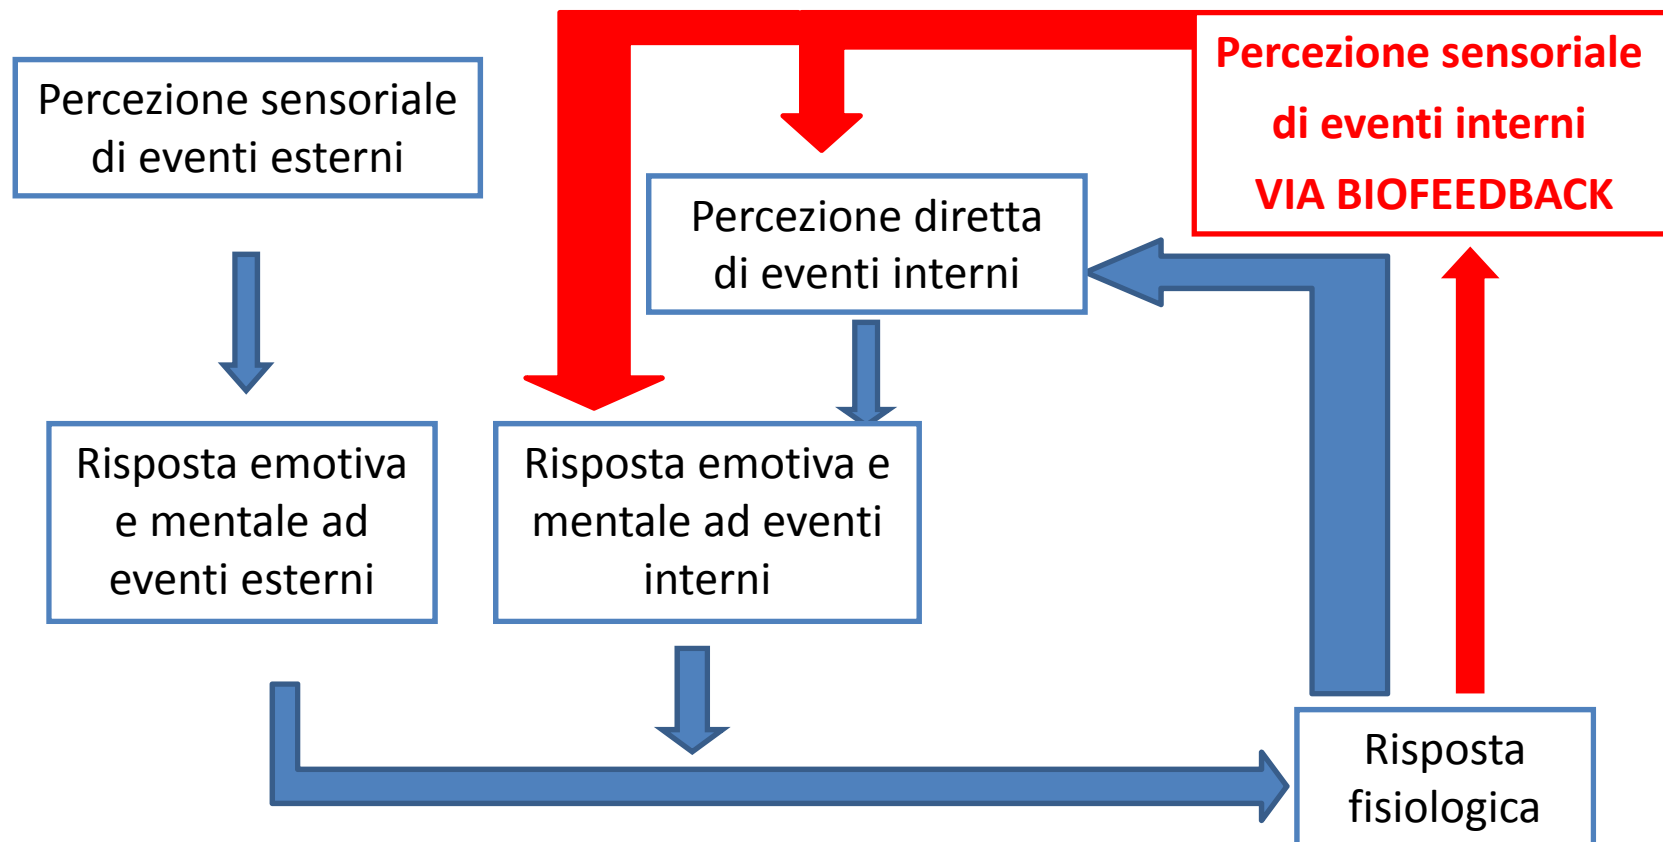 Percezione sensoriale
di eventi esterni
Percezione sensoriale
di eventi interni
VIA BIOFEEDBACK
Percezione diretta
di eventi interni
Risposta emotiva
e mentale ad
eventi esterni
Risposta emotiva e
mentale ad eventi
interni
Risposta
fisiologica